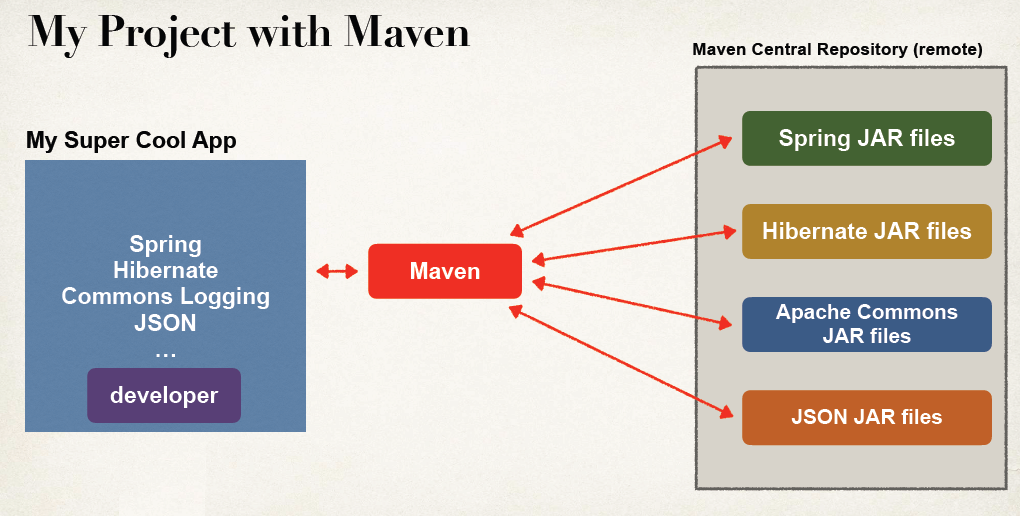 My Project with Maven
Maven Central Repository (remote)
My Super Cool App
Spring
Hibernate
Commons Logging
JSON
...
developer
Maven
Spring JAR files
Hibernate JAR files
Apache Commons
JAR files
JSON JAR files